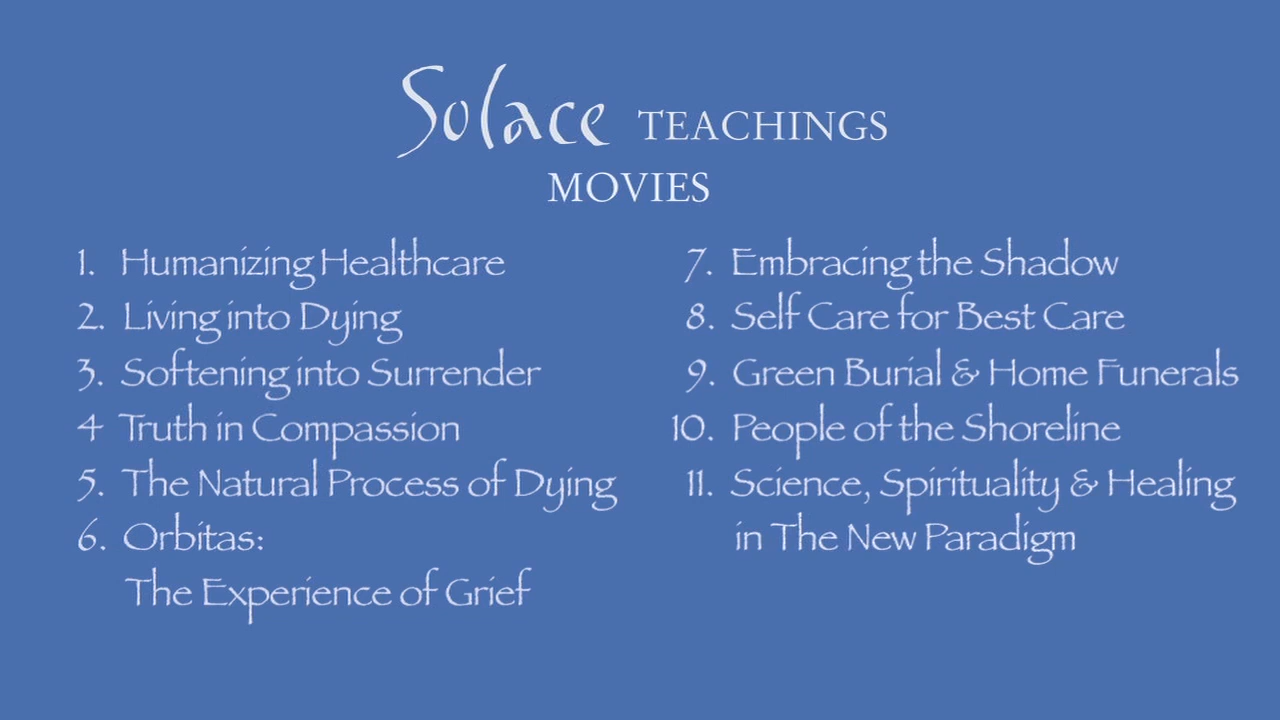 Solace TEACHINGS
MOVIES
1. Humanizing Healthcare
2. Living into Dying
3. Softening into Surrender
4 Truth in Compassion
5. The Natural Process of Dying
6. Orbitas:
The Experience of Grief
7. Embracing the Shadow
8. Self Care for Best Care
9. Green Burial & Home Funerals
10. People of the Shoreline
11. Science, Spirituality & Healing
in The New Paradigm